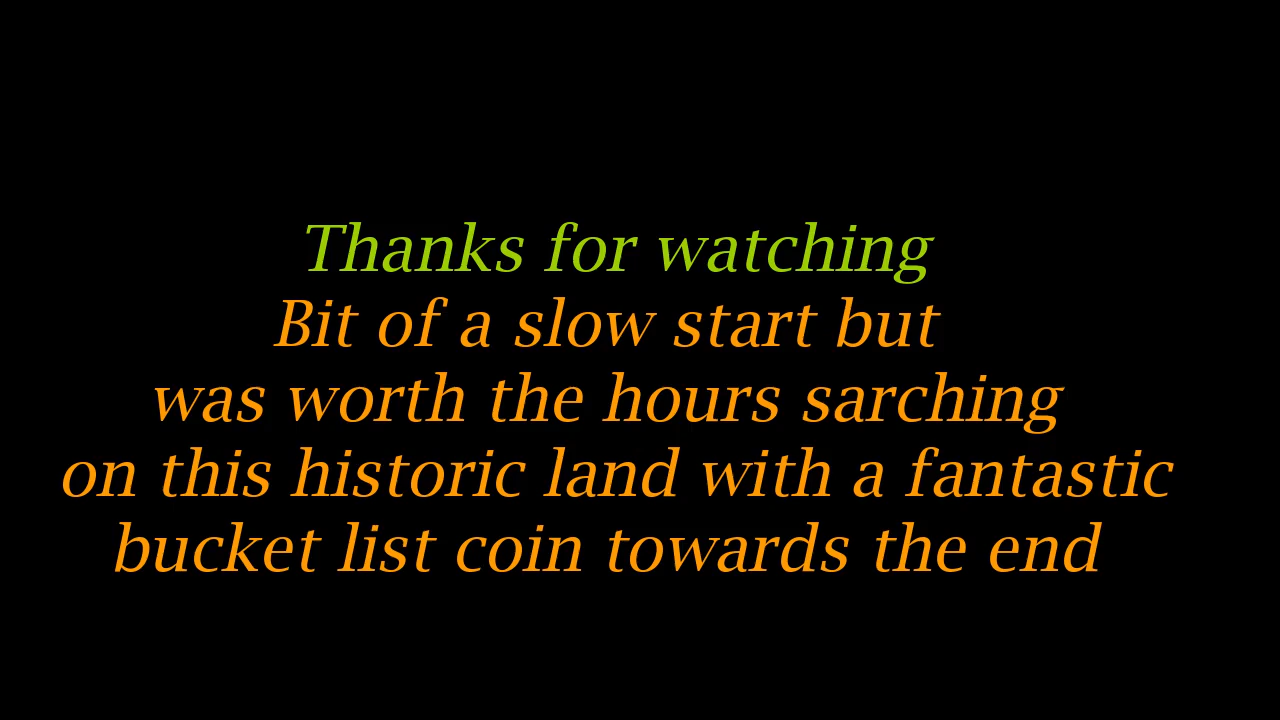 Thanks for watching
Bit of a slow start but
was worth the hours sarching
on this historic land with a fantastic
bucket list coin towards the end